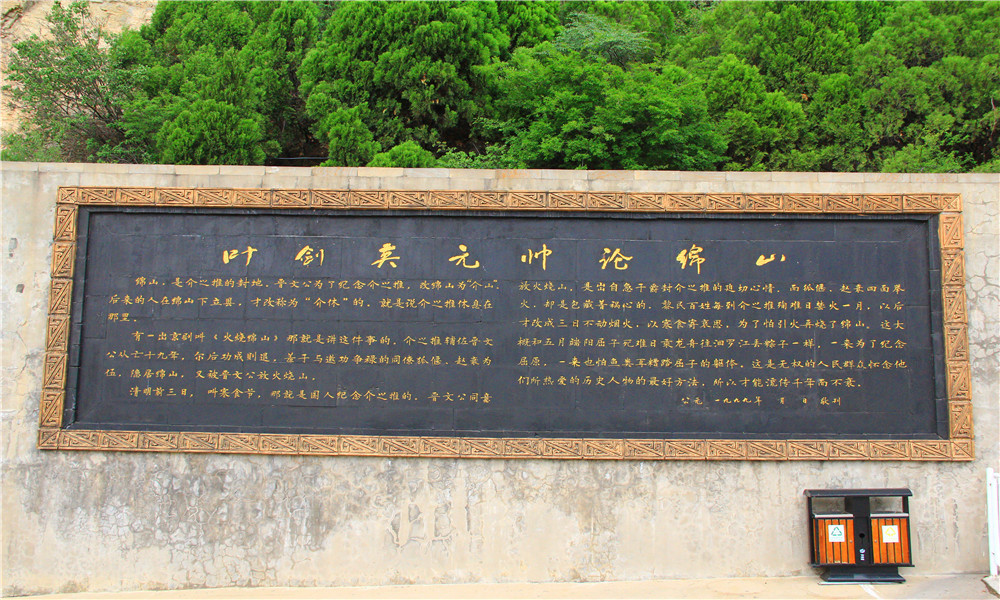 叶剑英元帅论绵山
绵山，是介之推的封地。晋文公为了纪念介之推，改绵山为“介山”。
后来的人在绵山下立县，才改称为“介休”的，就是说介之推休息在
那里。
有一出京剧叫《火烧绵山》那就是讲这件事的。介之推辅佐晋文
公从亡十九年，尔后功成到退，羞于与邀功争禄的同僚狐偃、赵衰为
伍，隐居绵山，又敌晋文公放火烧山。
清明前三日，叫寒食节，那就是国人纪念介之推的。晋文公同意
放火烧山，是出自急于露封介之推的迫切心情，而狐偃、赵衰四面举
火，却是包藏着祸心的。黎民百姓每到介之推殉难日禁火一月，以后
才改成三日不动烟火，以寒食寄哀思，为了怕引火再烧了绵山。这大
概和五月端阳屈子死难日乘龙舟往汨罗江丢粽子一样，一来为了纪念
屈原，一来也怕鱼类再糟踏屈子的躯体。这是无权的人民群众怀念他
们所热爱的历史人物的最好方法，所以才能流传千年而不衰。
公元一九九九年 月 日敬刊